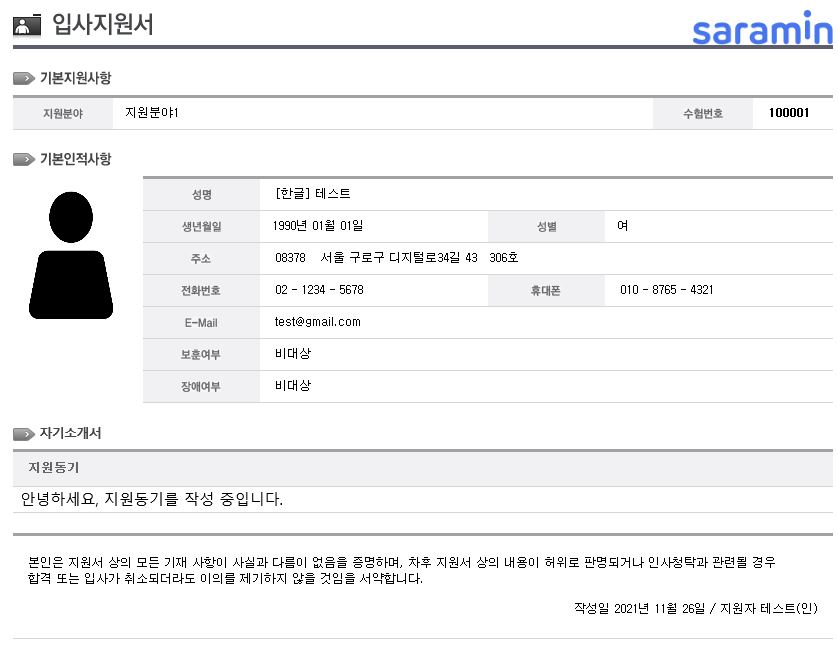 입사지원서
saramin
기본지원사항
지원분야 지원분야1 수험번호 100001
기본인적사항
성명 [한글] 테스트
생년월일 1990년 01월 01일 성별 여
주소 08378 서울 구로구 디지털로34길 43 306호
전화번호 02 - 1234 - 5678 휴대폰 010 - 8765 - 4321
E-Mail test@gmail.com
보훈여부 비대상
장애여부 비대상
자기소개서
지원동기
안녕하세요, 지원동기를 작성 중입니다.
본인은 지원서 상의 모든 기재 사항이 사실과 다름이 없음을 증명하며, 차후 지원서 상의 내용이 허위로 판명되거나 인사청탁과 관련될 경우
합격 또는 입사가 취소되더라도 이의를 제기하지 않을 것임을 서약합니다.
작성일 2021년 11월 26일 / 지원자 테스트(인)